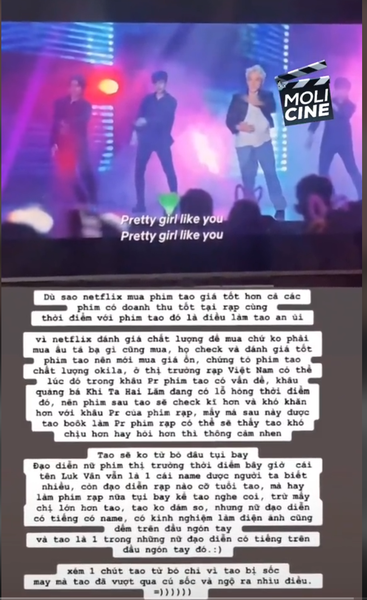 MOLI
CINE
Pretty girl like you
Pretty girl like you
Dù sao netflix mua phim tao giá tốt hơn cả các
phim có doanh thu tốt tại rạp cùng
thời điểm với phim tao đó là điều làm tao an ủi
vì netflix đánh giá chất lượng để mua chứ ko phải
mua ẩu tả bạ gì cũng mua, họ check và đánh giá tốt
phim tao nên mới mua giá ổn, chứng tỏ phim tao
chất lượng okila, ở thị trường rạp Việt Nam có thể
lúc đó trong khâu Pr phim tao có vấn đề, khâu
quảng bá Khi Ta Hai Lăm đang có lỗ hổng thời điểm
đó, nên phim sau tao sẽ check kĩ hơn và khó khăn
hơn với khâu Pr của phim rạp, mấy má sau này được
tao boôk làm Pr phim rạp có thể sẽ thấy tao khó
chịu hơn hay hỏi hơn thì thông cảm nhen
Tao sẽ ko từ bỏ đâu tụi bay
Đạo diễn nữ phim thị trường thời điểm bây giờ cái
tên Luk Vân vẫn là 1 cái name được người ta biết
nhiều, còn đạo diễn rạp nào cỡ tuổi tao, má hay
làm phim rạp nữa tụi bay kể tao nghe coi, trừ mấy
chị lớn hơn tao, tao ko dám so, nhưng nữ đạo diễn
có tiếng có name, có kinh nghiệm làm điện ảnh cũng
đếm trên đầu ngón tay
và tao là 1 trong những nữ đạo diễn có tiếng trên
đầu ngón tay đó.:)
xém 1 chút tao từ bỏ chỉ vì tao bị sốc
may mà tao đã vượt qua cú sốc và ngộ ra nhìu điều.
=))))))